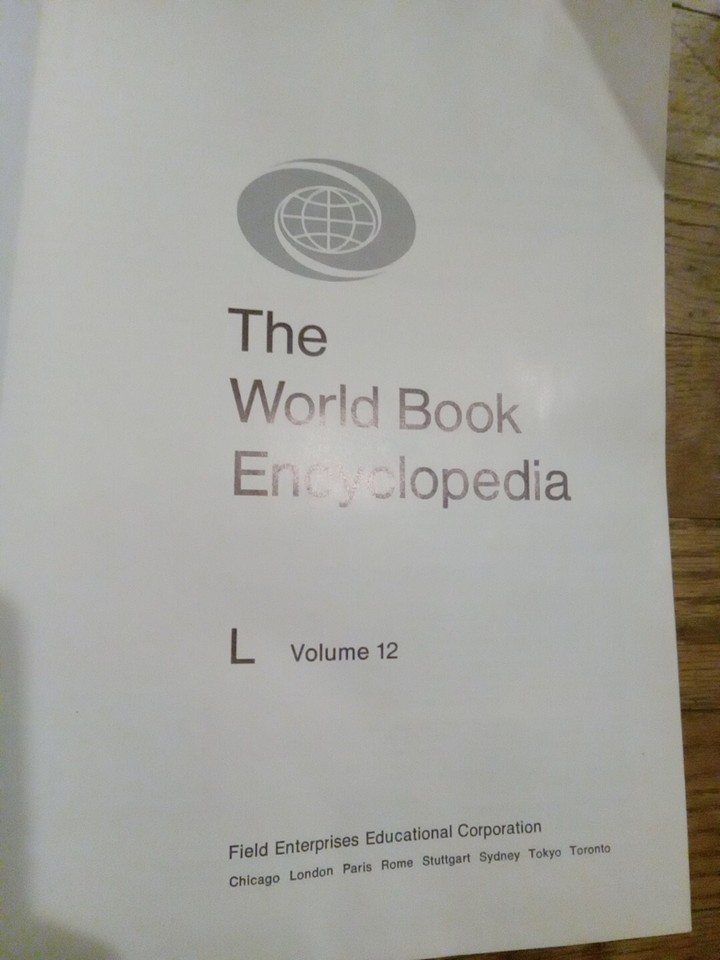 The
World Book
Encyclopedia
L Volume 12
Field Enterprises Educational Corporation
Chicago London Paris Rome Stuttgart Sydney Tokyo Toronto